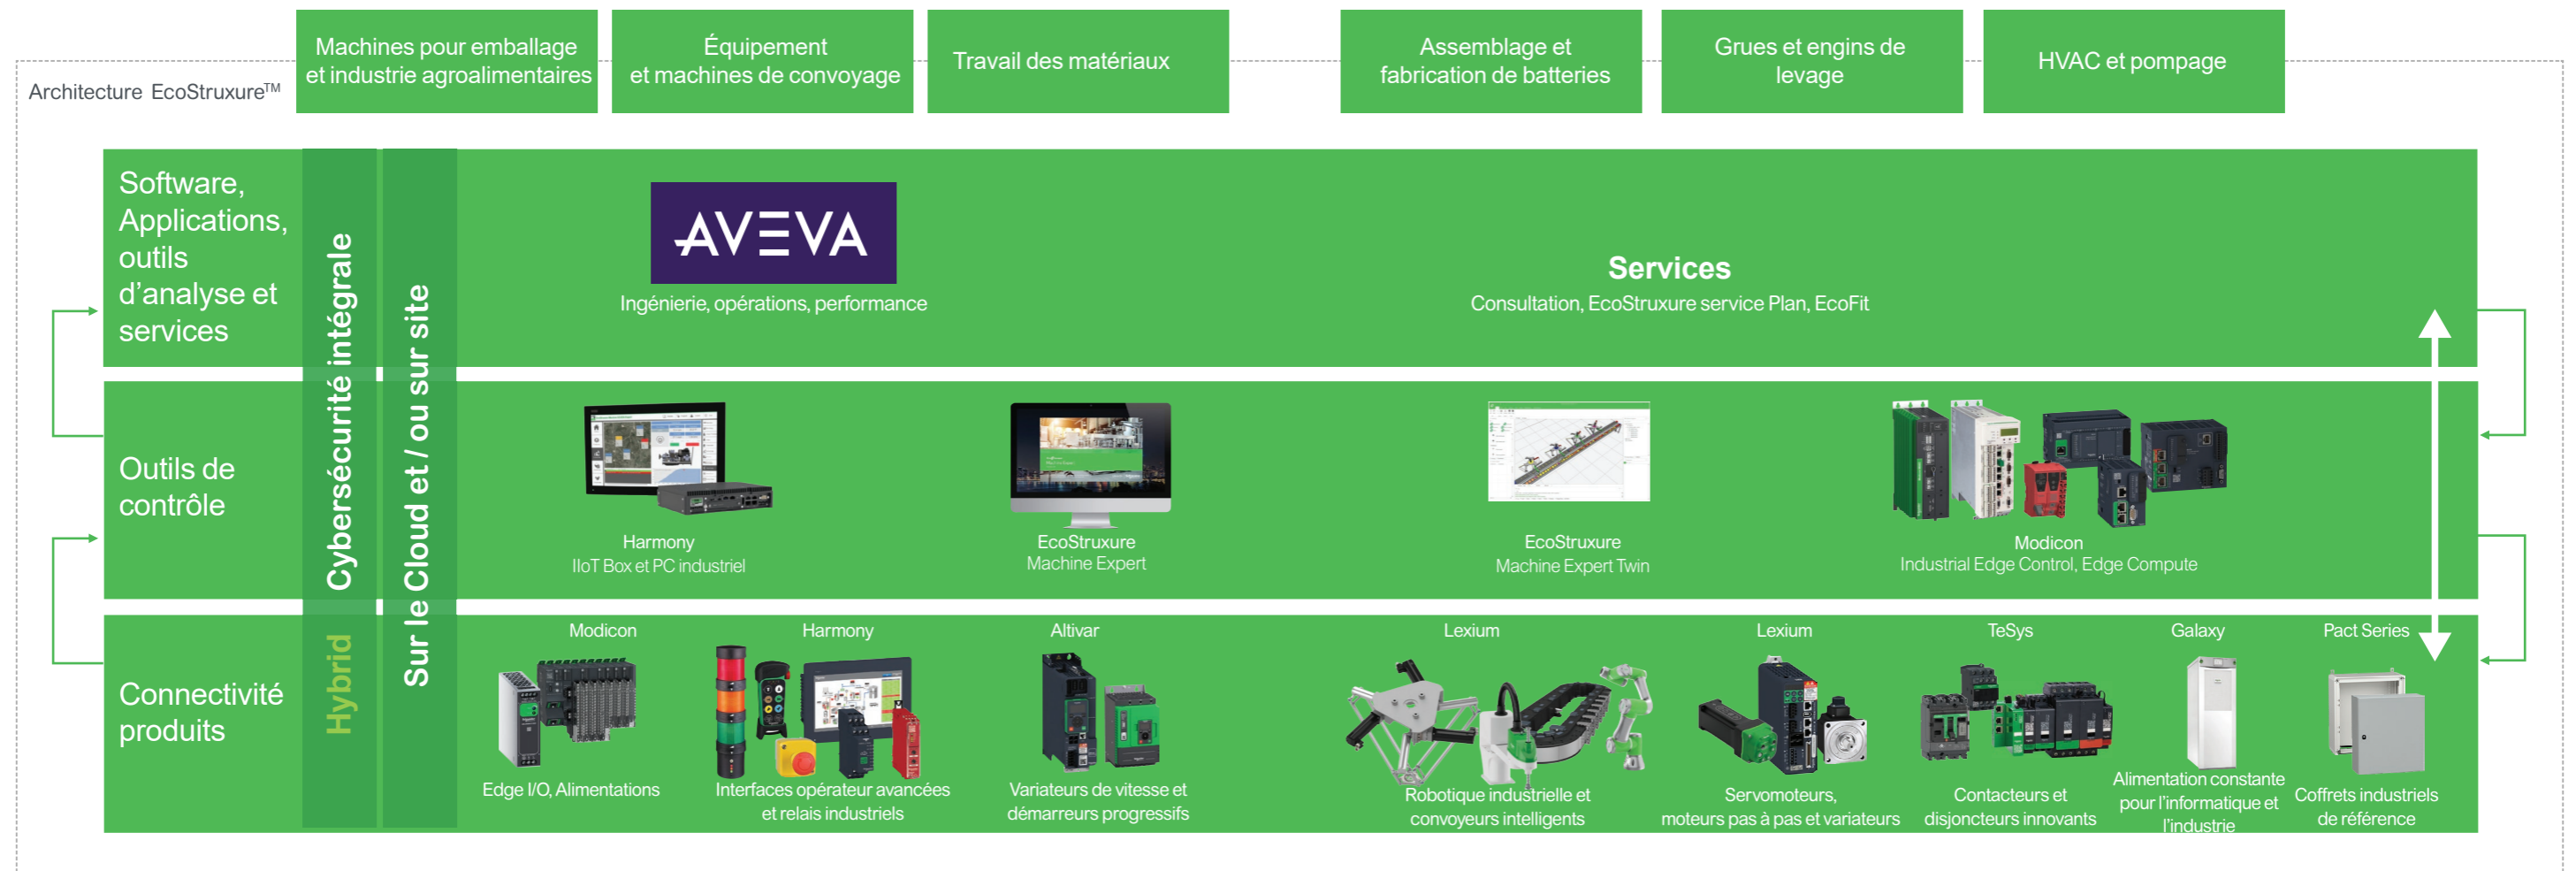 Machines pour emballage
et industrie agroalimentaires
Équipement
et machines de convoyage
Travail des matériaux
Assemblage et
fabrication de batteries
Grues et engins de
levage
HVAC et pompage
Architecture EcoStruxure™
Software,
Applications,
outils
d’analyse et
services
Hybrid
Cybersécurité intégrale
Sur le Cloud et / ou sur site
AVEVA
Ingénierie, opérations, performance
Services
Consultation, EcoStruxure service Plan, EcoFit
Outils de
contrôle
Harmony
IIoT Box et PC industriel
EcoStruxure
Machine Expert
EcoStruxure
Machine Expert Twin
Modicon
Industrial Edge Control, Edge Compute
Connectivité
produits
Modicon
Edge I/O, Alimentations
Harmony
Interfaces opérateur avancées
et relais industriels
Altivar
Variateurs de vitesse et
démarreurs progressifs
Lexium
Robotique industrielle et
convoyeurs intelligents
Lexium
Servomoteurs,
moteurs pas à pas et variateurs
TeSys
Contacteurs et
disjoncteurs innovants
Galaxy
Alimentation constante
pour l’informatique et
l’industrie
Pact Series
Coffrets industriels
de référence